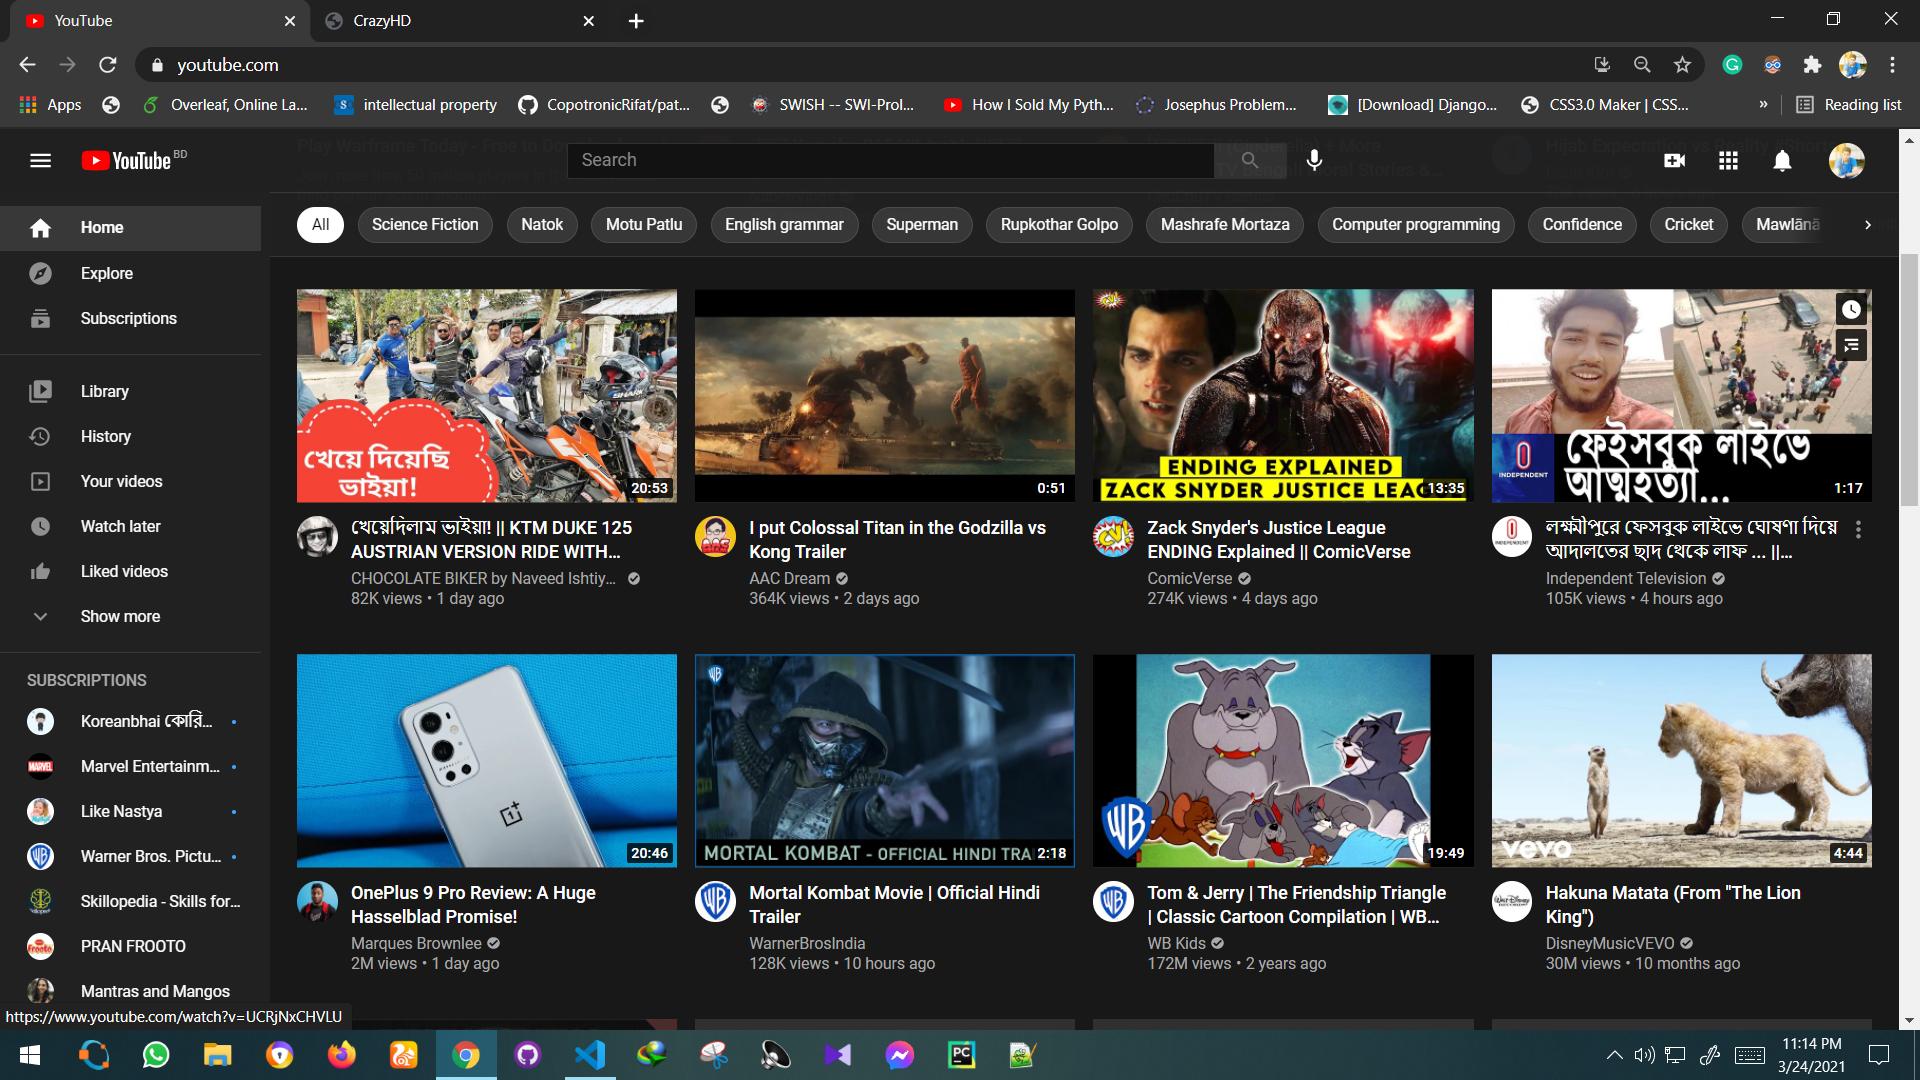 YouTube
CrazyHD
youtube.com
Apps
Overleaf, Online La...
intellectual property
CopotronicRifat/pat...
SWISH -- SWI-Prol...
How I Sold My Pyth...
Josephus Problem...
[Download] Django...
CSS3.0 Maker | CSS...
»
Reading list
YouTube BD
Search
Home
Explore
Subscriptions
Library
History
Your videos
Watch later
Liked videos
Show more
SUBSCRIPTIONS
Koreanbhai কোরি...
Marvel Entertainm...
Like Nastya
Warner Bros. Pictu...
Skillopedia - Skills for...
PRAN FROOTO
Mantras and Mangos
All
Science Fiction
Natok
Motu Patlu
English grammar
Superman
Rupkothar Golpo
Mashrafe Mortaza
Computer programming
Confidence
Cricket
Mawlānā
খেয়ে দিয়েছি
ভাইয়া!
20:53
খেয়েদিলাম ভাইয়া! || KTM DUKE 125
AUSTRIAN VERSION RIDE WITH...
CHOCOLATE BIKER by Naveed Ishtiy...
82K views • 1 day ago
0:51
I put Colossal Titan in the Godzilla vs
Kong Trailer
AAC Dream
364K views • 2 days ago
ENDING EXPLAINED
ZACK SNYDER JUSTICE LEAG
13:35
Zack Snyder's Justice League
ENDING Explained || ComicVerse
ComicVerse
274K views • 4 days ago
INDEPENDENT
ফেইসবুক লাইভে
আত্মহত্যা...
1:17
লক্ষ্মীপুরে ফেসবুক লাইভে ঘোষণা দিয়ে
আদালতের ছাদ থেকে লাফ ... ||...
Independent Television
105K views • 4 hours ago
20:46
OnePlus 9 Pro Review: A Huge
Hasselblad Promise!
Marques Brownlee
2M views • 1 day ago
MORTAL KOMBAT - OFFICIAL HINDI TRA
2:18
Mortal Kombat Movie | Official Hindi
Trailer
WarnerBrosIndia
128K views • 10 hours ago
WB
19:49
Tom & Jerry | The Friendship Triangle
| Classic Cartoon Compilation | WB...
WB Kids
172M views • 2 years ago
vevo
4:44
Hakuna Matata (From "The Lion
King")
DisneyMusicVEVO
30M views • 10 months ago
https://www.youtube.com/watch?v=UCRjNxCHVLU
11:14 PM
3/24/2021